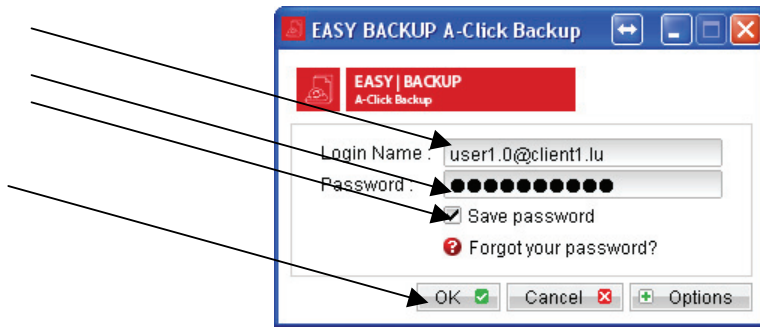 EASY BACKUP A-Click Backup
EASY | BACKUP
A-Click Backup
Login Name : user1.0@client1.lu
Password : ●●●●●●●●●●
Save password
Forgot your password?
OK Cancel Options